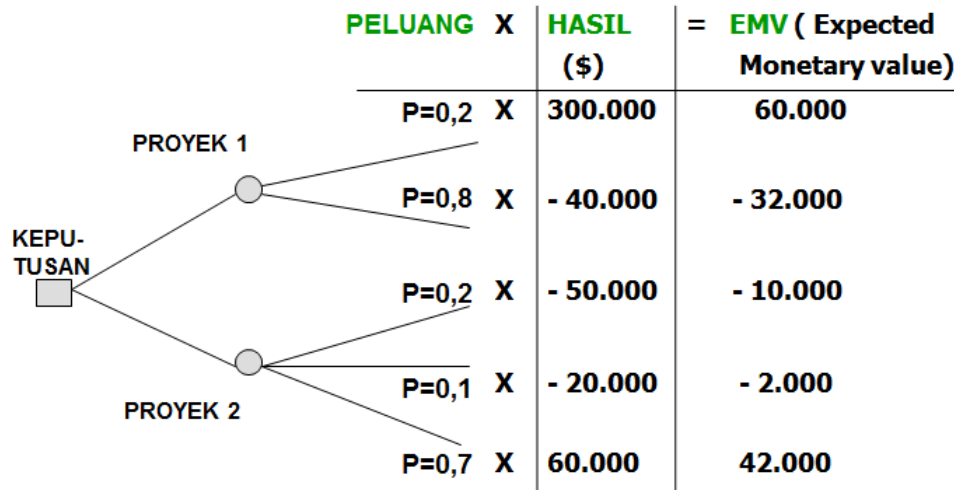 PELUANG X HASIL = EMV ( Expected
($) Monetary value)
P=0,2 X 300.000 60.000
PROYEK 1
P=0,8 X - 40.000 - 32.000
KEPU-
TUSAN
P=0,2 X - 50.000 - 10.000
P=0,1 X - 20.000 - 2.000
PROYEK 2
P=0,7 X 60.000 42.000